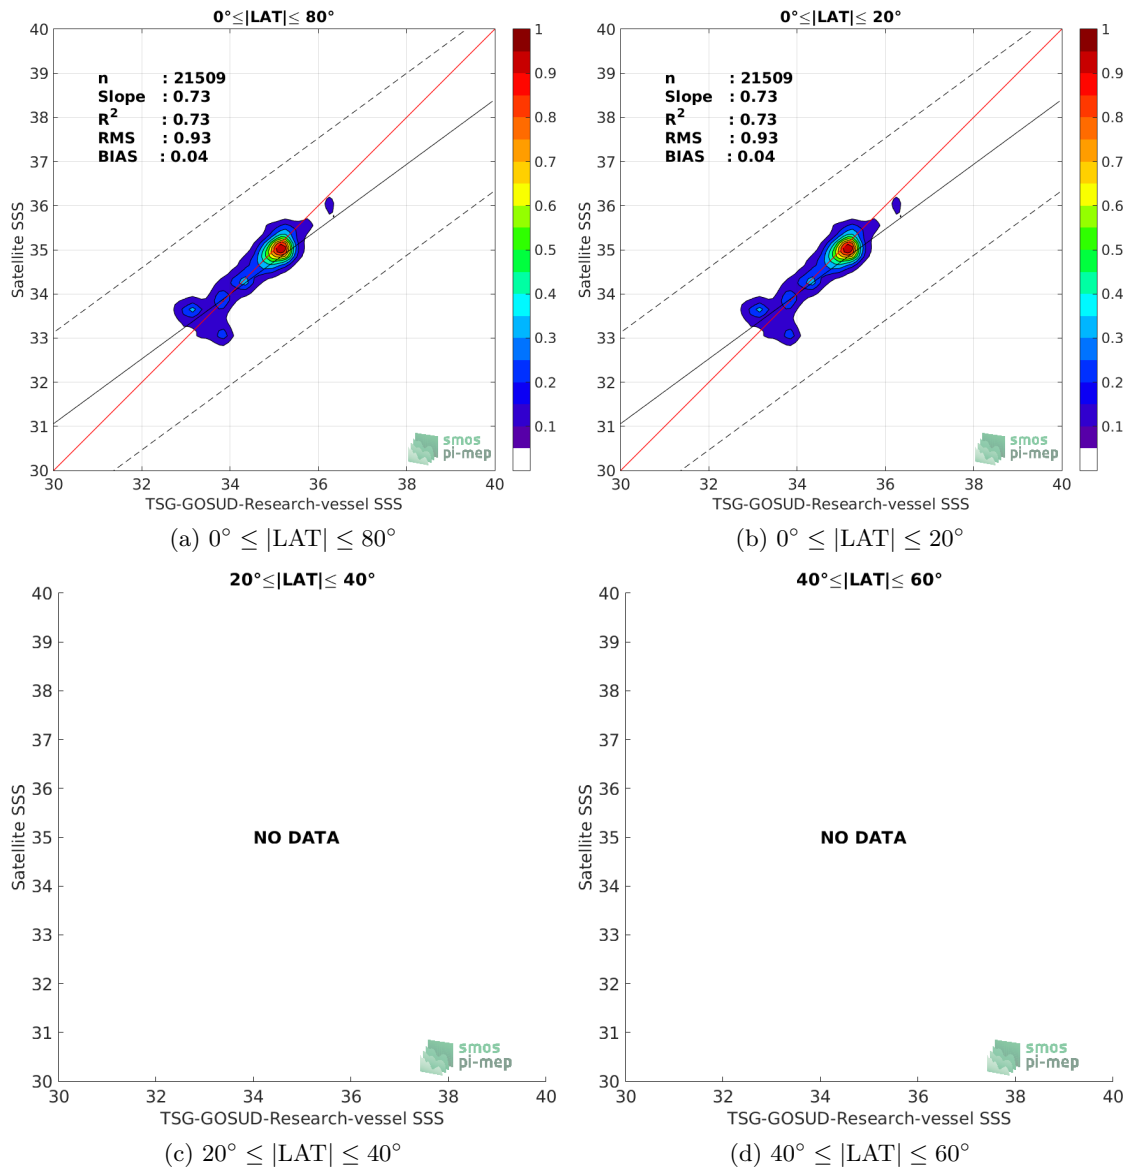 0°≤|LAT|≤ 80°
40
39
38
37
36
35
34
33
32
31
30
Satellite SSS
n : 21509
Slope : 0.73
R² : 0.73
RMS : 0.93
BIAS : 0.04
smos
pi-mep
30 32 34 36 38 40
TSG-GOSUD-Research-vessel SSS
1
0.9
0.8
0.7
0.6
0.5
0.4
0.3
0.2
0.1
(a) 0° ≤ |LAT| ≤ 80°
0°≤|LAT|≤ 20°
40
39
38
37
36
35
34
33
32
31
30
Satellite SSS
n : 21509
Slope : 0.73
R² : 0.73
RMS : 0.93
BIAS : 0.04
smos
pi-mep
30 32 34 36 38 40
TSG-GOSUD-Research-vessel SSS
1
0.9
0.8
0.7
0.6
0.5
0.4
0.3
0.2
0.1
(b) 0° ≤ |LAT| ≤ 20°
20°≤|LAT|≤ 40°
40
39
38
37
36
35
34
33
32
31
30
Satellite SSS
NO DATA
smos
pi-mep
30 32 34 36 38 40
TSG-GOSUD-Research-vessel SSS
(c) 20° ≤ |LAT| ≤ 40°
40°≤|LAT|≤ 60°
40
39
38
37
36
35
34
33
32
31
30
Satellite SSS
NO DATA
smos
pi-mep
30 32 34 36 38 40
TSG-GOSUD-Research-vessel SSS
(d) 40° ≤ |LAT| ≤ 60°